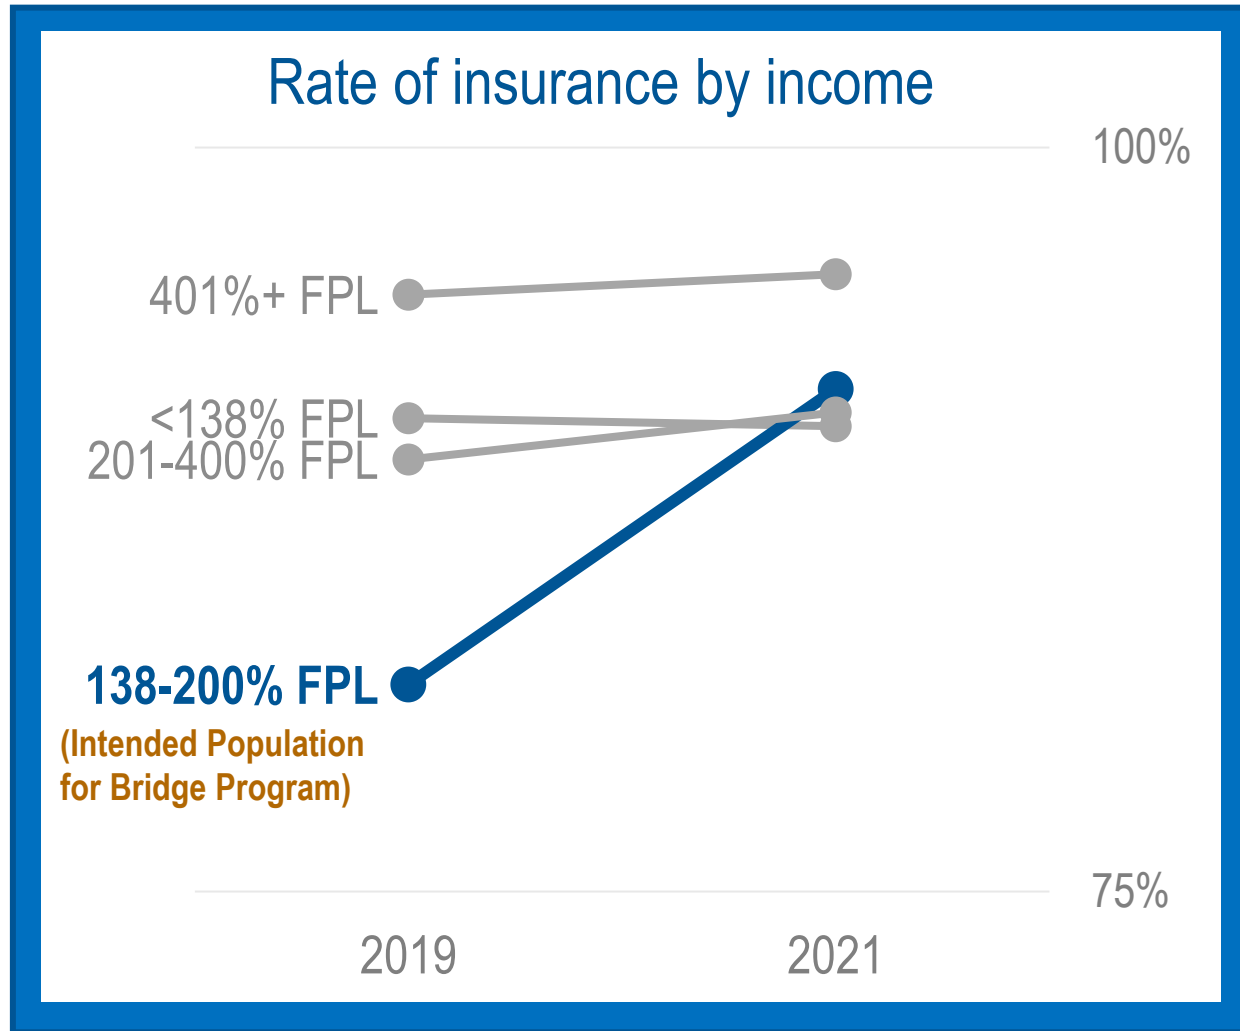 Rate of insurance by income
100%
401%+ FPL
<138% FPL
201-400% FPL
138-200% FPL
(Intended Population
for Bridge Program)
75%
2019
2021